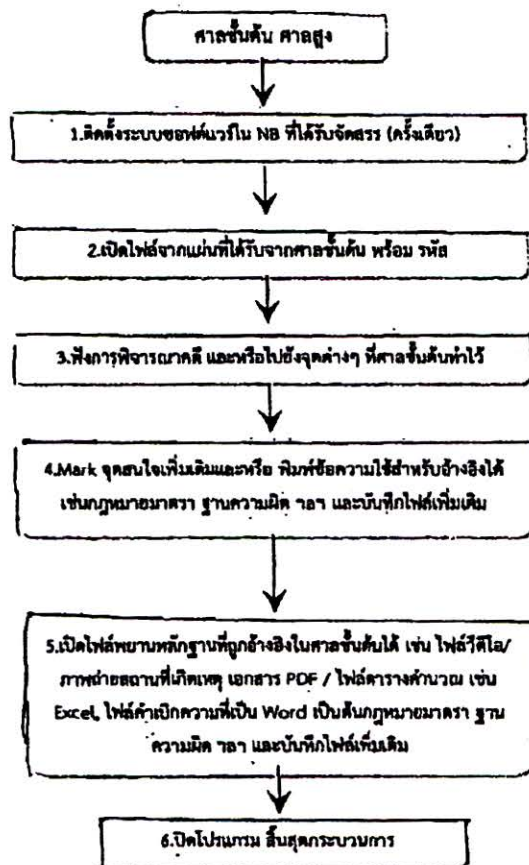 ศาลชั้นต้น ศาลสูง
1.ติดตั้งระบบซอฟต์แวร์ใน NB ที่ได้รับจัดสรร (ครั้งเดียว)
2.เปิดไฟล์จากแผ่นที่ได้รับจากศาลชั้นต้น พร้อม รหัส
3.ฟังการพิจารณาคดี และหรือไปยังจุดต่างๆ ที่ศาลชั้นต้นทำไว้
4.Mark จุดสนใจเพิ่มเติมและหรือ พิมพ์ข้อความใช้สำหรับอ้างอิงได้
เช่นกฎหมายมาตรา ฐานความผิด ฯลฯ และบันทึกไฟล์เพิ่มเติม
5.เปิดไฟล์พยานหลักฐานที่ถูกอ้างอิงในศาลชั้นต้นได้ เช่น ไฟล์วีดีโอ/
ภาพถ่ายสถานที่เกิดเหตุ เอกสาร PDF / ไฟล์ตารางคำนวณ เช่น
Excel, ไฟล์คำเบิกความที่เป็น Word เป็นต้นกฎหมายมาตรา ฐาน
ความผิด ฯลฯ และบันทึกไฟล์เพิ่มเติม
6.ปิดโปรแกรม สิ้นสุดกระบวนการ